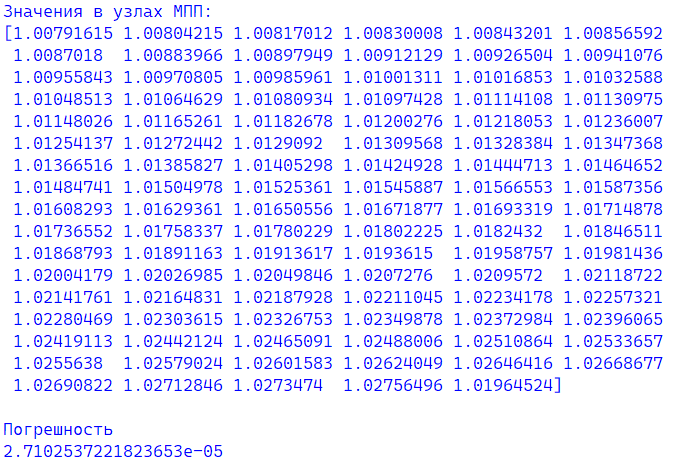 Значения в узлах МПП:
[1.00791615 1.00804215 1.00817012 1.00830008 1.00843201 1.00856592
1.0087018 1.00883966 1.00897949 1.00912129 1.00926504 1.00941076
1.00955843 1.00970805 1.00985961 1.01001311 1.01016853 1.01032588
1.01048513 1.01064629 1.01080934 1.01097428 1.01114108 1.01130975
1.01148026 1.01165261 1.01182678 1.01200276 1.01218053 1.01236007
1.01254137 1.01272442 1.0129092 1.01309568 1.01328384 1.01347368
1.01366516 1.01385827 1.01405298 1.01424928 1.01444713 1.01464652
1.01484741 1.01504978 1.01525361 1.01545887 1.01566553 1.01587356
1.01608293 1.01629361 1.01650556 1.01671877 1.01693319 1.01714878
1.01736552 1.01758337 1.01780229 1.01802225 1.0182432 1.01846511
1.01868793 1.01891163 1.01913617 1.0193615 1.01958757 1.01981436
1.02004179 1.02026985 1.02049846 1.0207276 1.0209572 1.02118722
1.02141761 1.02164831 1.02187928 1.02211045 1.02234178 1.02257321
1.02280469 1.02303615 1.02326753 1.02349878 1.02372984 1.02396065
1.02419113 1.02442124 1.02465091 1.02488006 1.02510864 1.02533657
1.0255638 1.02579024 1.02601583 1.02624049 1.02646416 1.02668677
1.02690822 1.02712846 1.0273474 1.02756496 1.01964524]
Погрешность
2.7102537221823653e-05